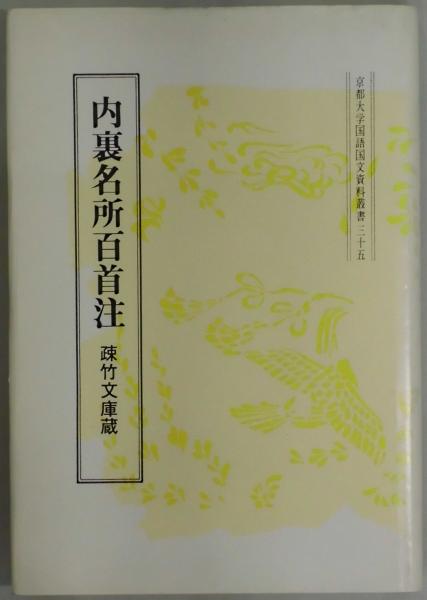 京都大学国語国文資料叢書三十五
内裏名所百首注
疎竹文庫蔵